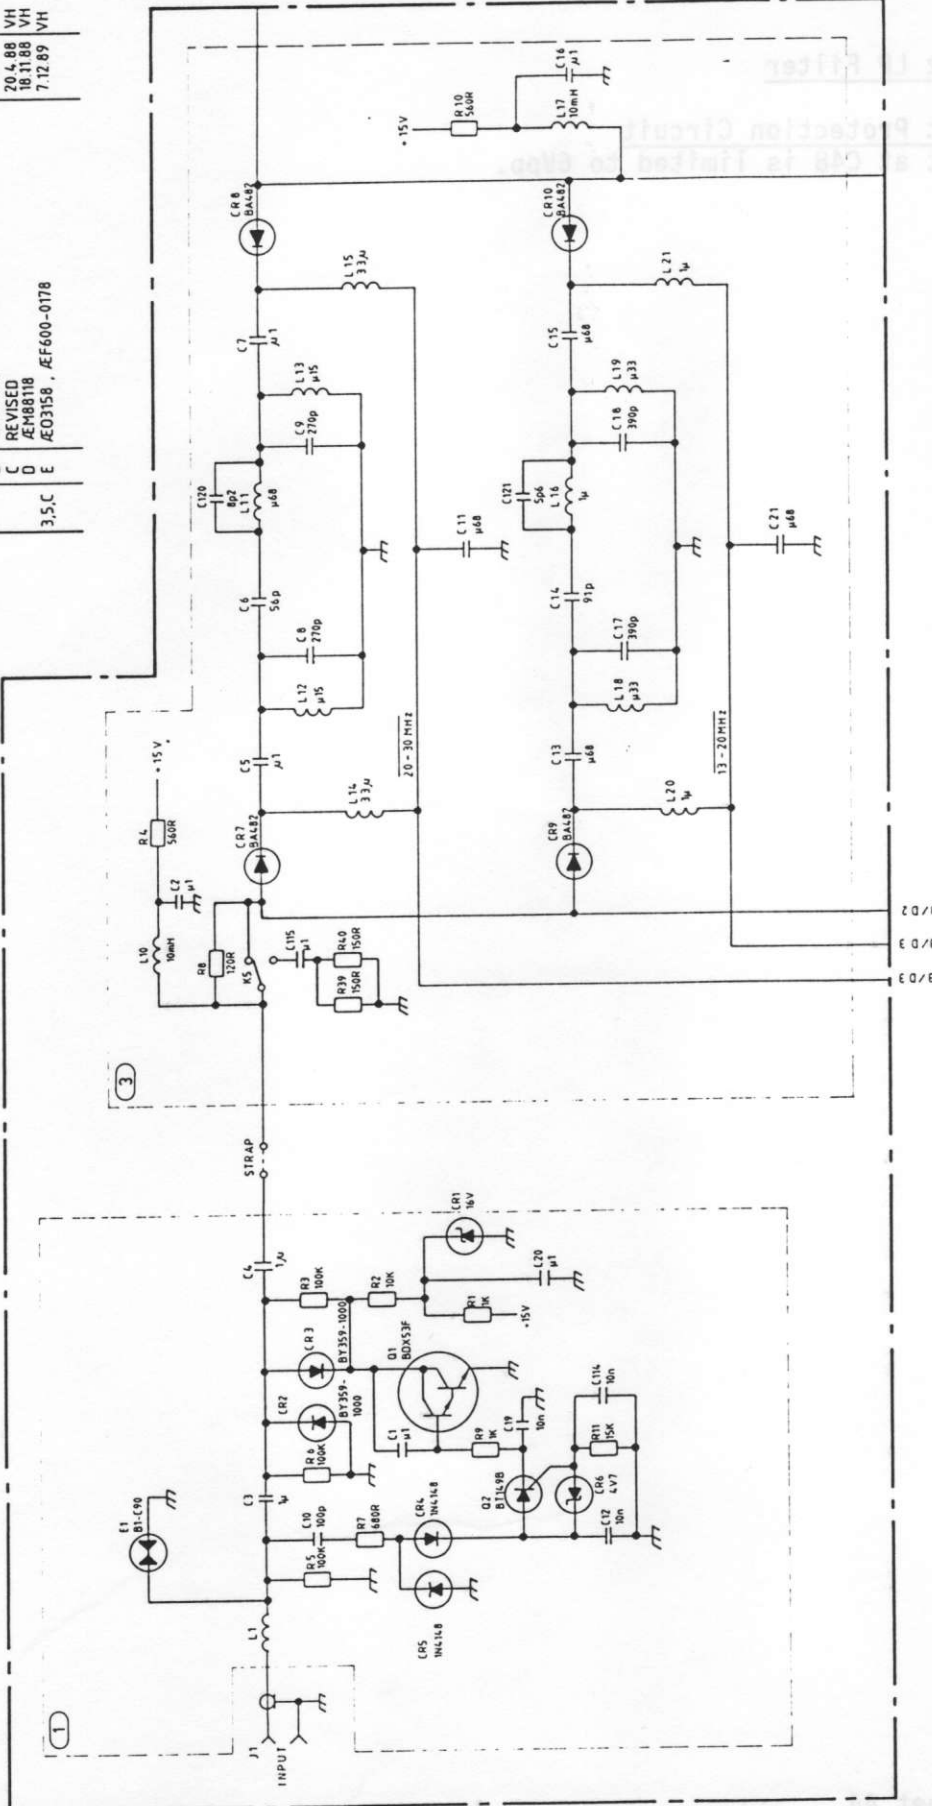 20.4.88 VH
18.11.88 VH
7.12.89 VH
C REVISED
D ÆM88118
3,5,C E ÆO3158, ÆF600-0178
LP Filter
Protection Circuit
at C48 is limited to 6Vpp.
3
+15V
R4
560R
C2
µ1
L10
10mH
R8
120R
K5
C115
µ1
R39
150R
R40
150R
CR7
BA482
L14
33µ
C5
µ1
L12
µ15
C8
270p
C6
56p
C120
8p2
L11
µ68
C9
270p
L13
µ15
C7
µ1
L15
33µ
CR8
BA482
20-30 MHz
C11
µ68
+15V
R10
560R
C16
µ1
L17
10mH
CR9
BA482
L20
1µ
C13
µ68
L18
µ33
C17
390p
C14
91p
C121
5p6
L16
1µ
C18
390p
L19
µ33
C15
µ68
L21
1µ
CR10
BA482
13-20 MHz
C21
µ68
/D2
/D3
/D3
STRAP
1
J1
INPUT
L1
E1
B1-C90
R5
100K
C10
100p
R7
680R
CR5
1N4148
CR4
1N4148
C3
1µ
R6
100K
CR2
BY359-
1000
CR3
BY359-1000
R3
100K
C4
1µ
R2
10K
CR1
16V
R1
1K
+15V
C20
µ1
Q1
BDX53F
C1
µ1
R9
1K
C19
10n
Q2
BT149B
CR6
4V7
R11
15K
C114
10n
C12
10n